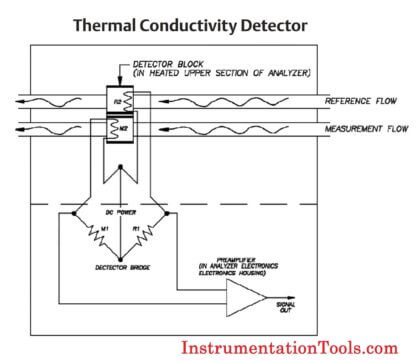 Thermal Conductivity Detector
DETECTOR BLOCK
(IN HEATED UPPER SECTION OF ANALYZER)
R2
REFERENCE FLOW
M2
MEASUREMENT FLOW
DC POWER
M1
R1
DECTECTOR BRIDGE
PREAMPLIFIER
(IN ANALYZER ELECTRONICS
ELECTRONICS HOUSING)
SIGNAL
OUT
InstrumentationTools.com